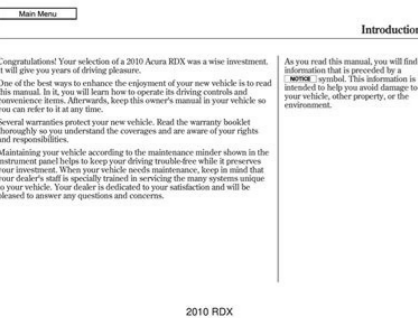 Main Menu
Introduction
Congratulations! Your selection of a 2010 Acura RDX was a wise investment.
It will give you years of driving pleasure.
One of the best ways to enhance the enjoyment of your new vehicle is to read
this manual. In it, you will learn how to operate its driving controls and
convenience items. Afterwards, keep this owner's manual in your vehicle so
you can refer to it at any time.
Several warranties protect your new vehicle. Read the warranty booklet
thoroughly so you understand the coverages and are aware of your rights
and responsibilities.
Maintaining your vehicle according to the maintenance minder shown in the
instrument panel helps to keep your driving trouble-free while it preserves
your investment. When your vehicle needs maintenance, keep in mind that
your dealer's staff is specially trained in servicing the many systems unique
to your vehicle. Your dealer is dedicated to your satisfaction and will be
pleased to answer any questions and concerns.
As you read this manual, you will find
information that is preceded by a
NOTICE symbol. This information is
intended to help you avoid damage to
your vehicle, other property, or the
environment.
2010 RDX